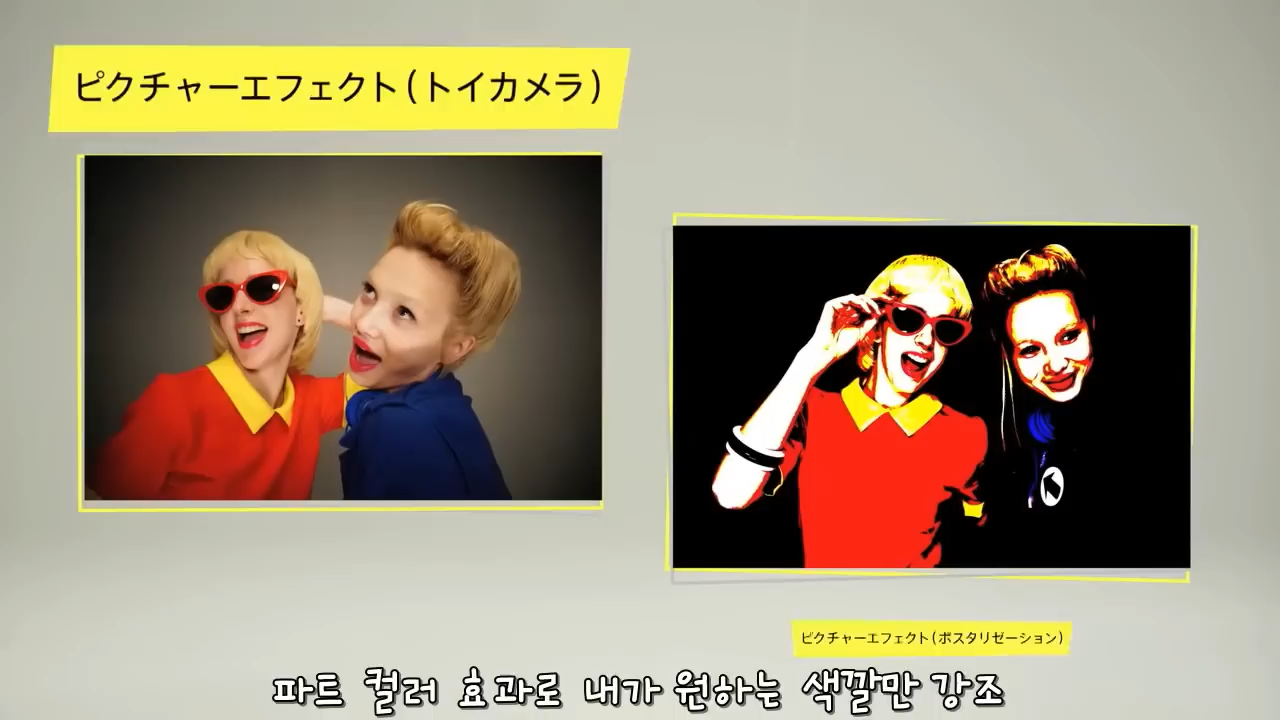 ピクチャーエフェクト(トイカメラ)
ピクチャーエフェクト(ポスタリゼーション)
파트 컬러 효과로 내가 원하는 색깔만 강조